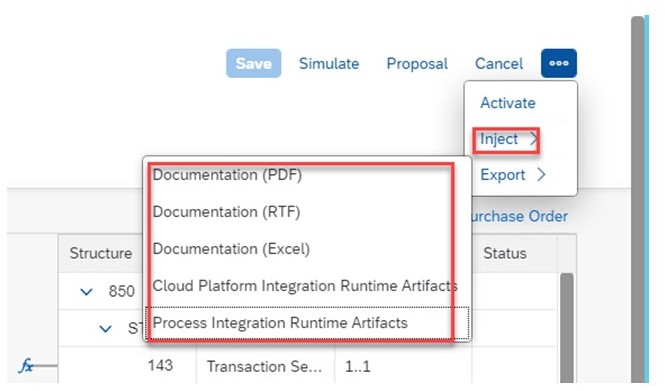 Save Simulate Proposal Cancel
Activate
Inject
Export
Documentation (PDF)
Documentation (RTF)
Documentation (Excel)
Cloud Platform Integration Runtime Artifacts
Process Integration Runtime Artifacts
urchase Order
Structure Status
850
ST
143 Transaction Se... 1..1
fx